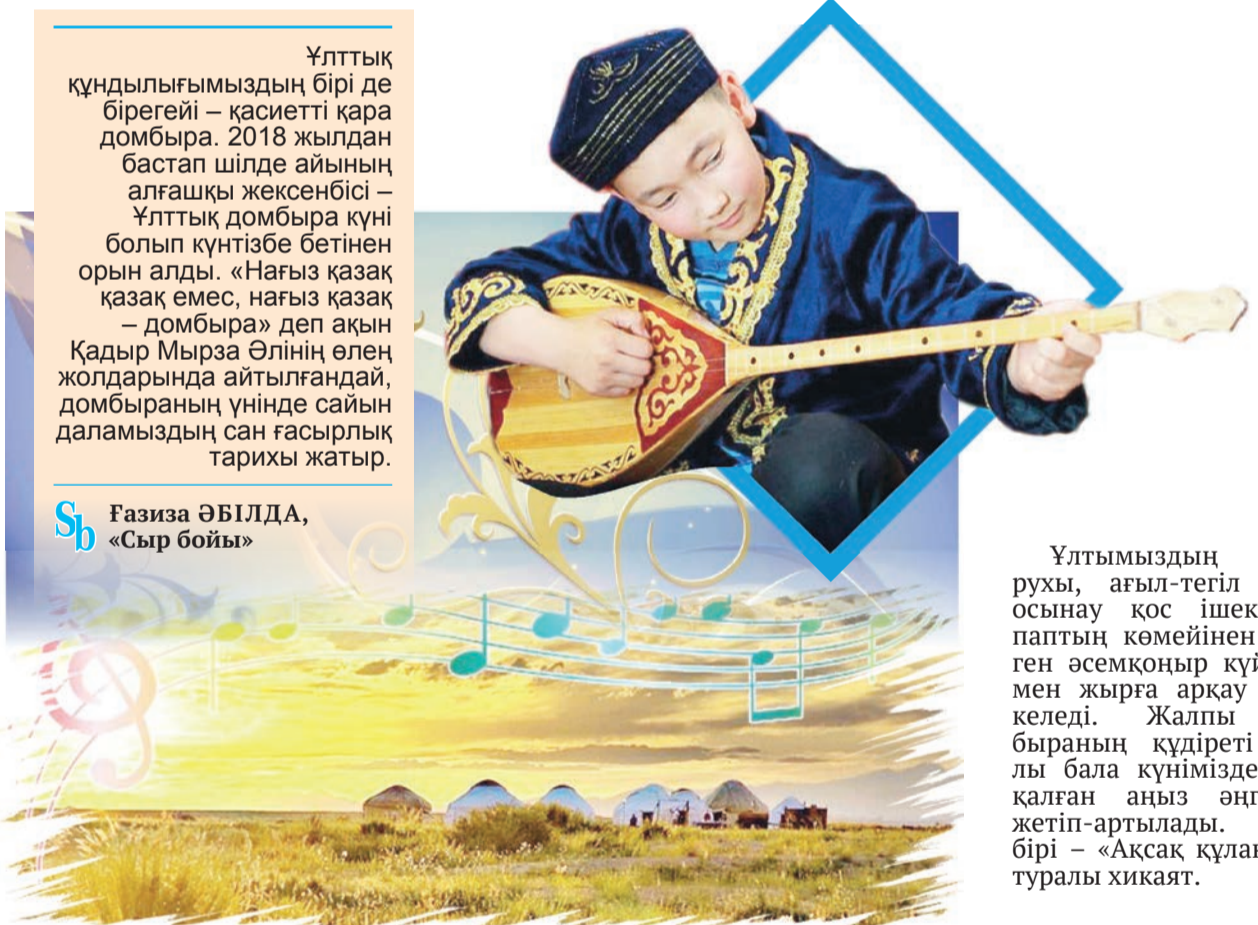 Ұлттық
құндылығымыздың бірі де
бірегейі – қасиетті қара
домбыра. 2018 жылдан
бастап шілде айының
алғашқы жексенбісі –
Ұлттық домбыра күні
болып күнтізбе бетінен
орын алды. «Нағыз қазақ
қазақ емес, нағыз қазақ
– домбыра» деп ақын
Қадыр Мырза Әлінің өлең
жолдарында айтылғандай,
домбыраның үнінде сайын
даламыздың сан ғасырлық
тарихы жатыр.
Sb
Ғазиза ӘБІЛДА,
«Сыр бойы»
Ұлтымыздың
рухы, ағыл-тегіл
осынау қос ішек
паптың көмейінен
ген әсемқоңыр күй
мен жырға арқау
келеді. Жалпы
быраның құдіреті
лы бала күнімізде
қалған аңыз әңг
жетіп-артылады.
бірі – «Ақсақ құлан
туралы хикаят.